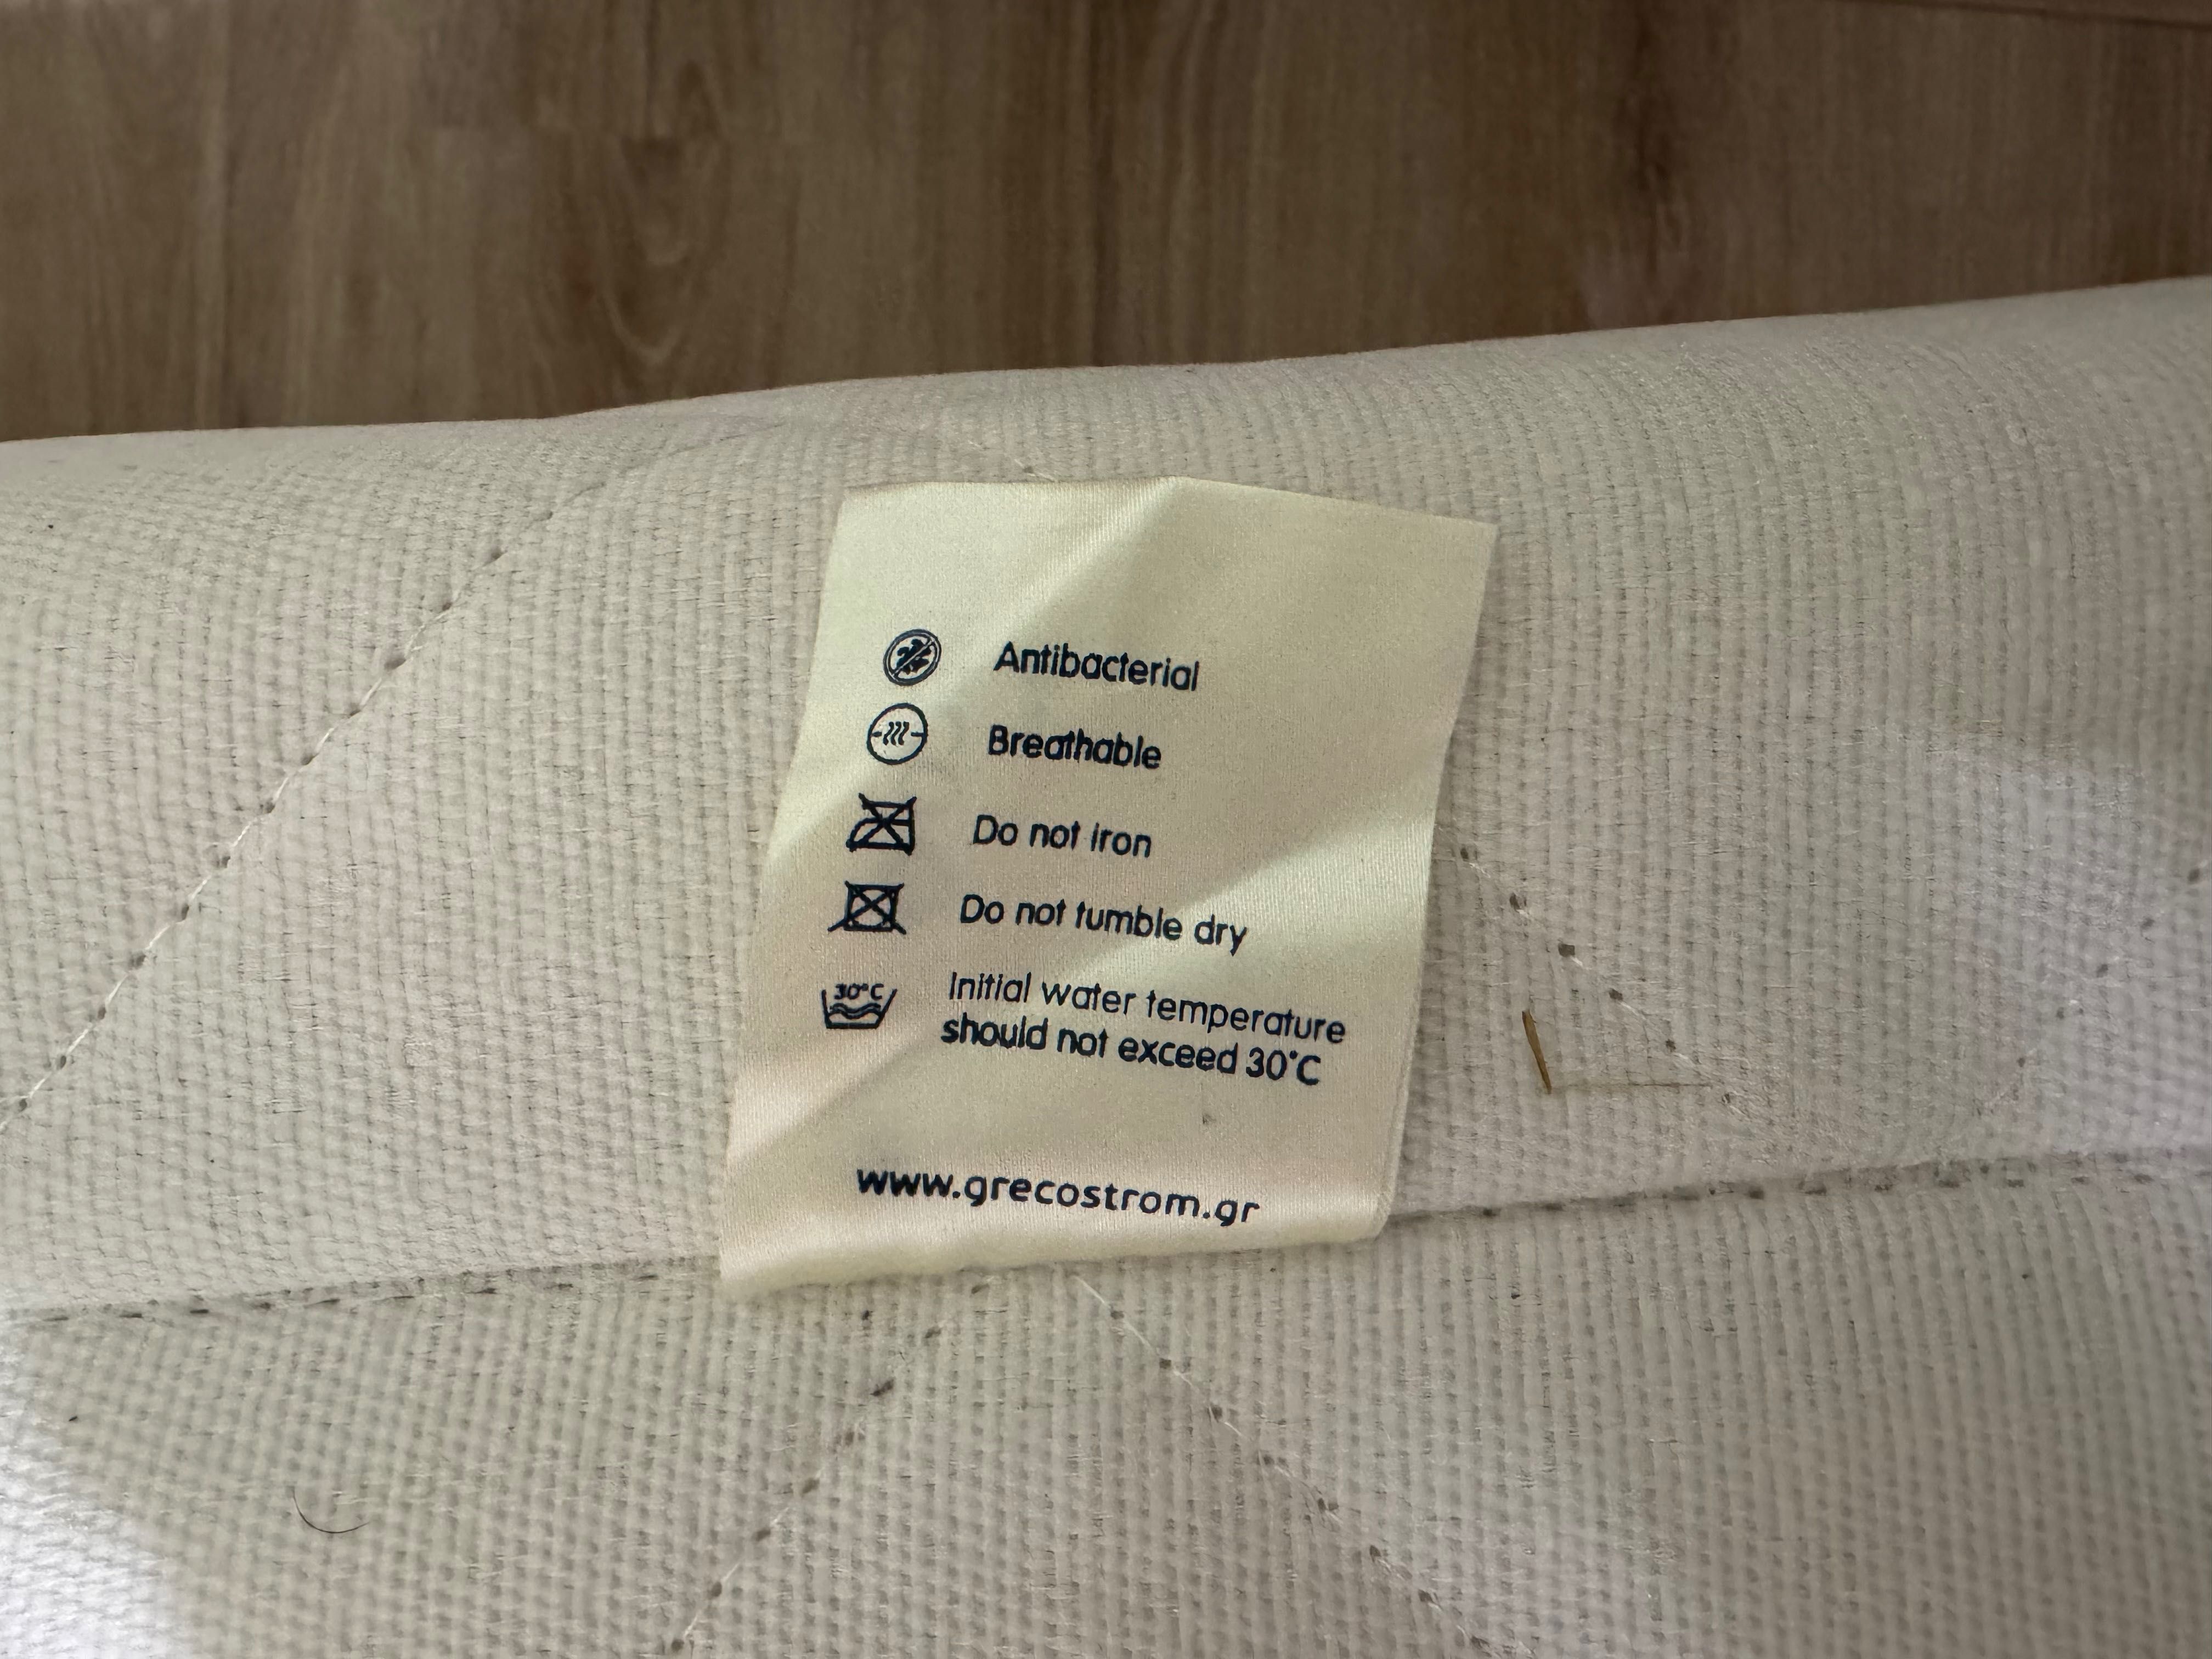 Antibacterial
Breathable
Do not iron
Do not tumble dry
30°C
Initial water temperature
should not exceed 30°C
www.grecostrom.gr